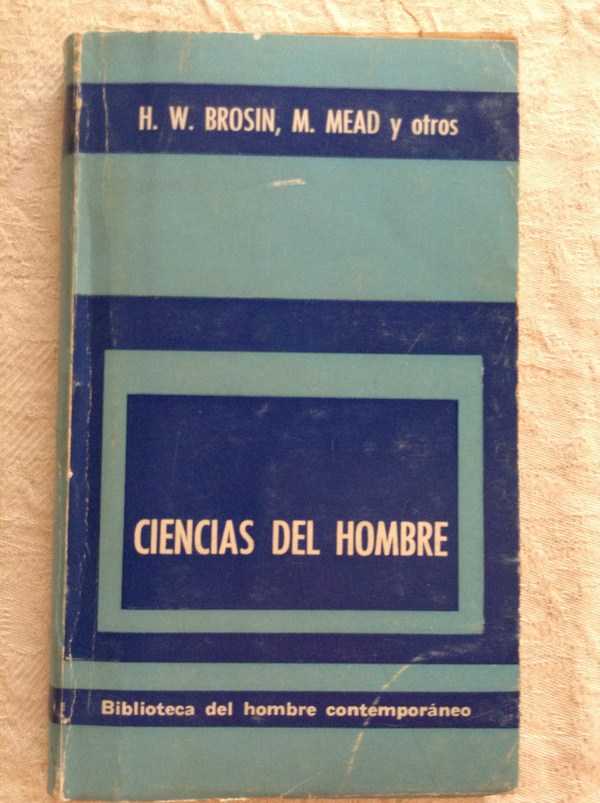 H. W. BROSIN, M. MEAD y otros
CIENCIAS DEL HOMBRE
Biblioteca del hombre contemporáneo